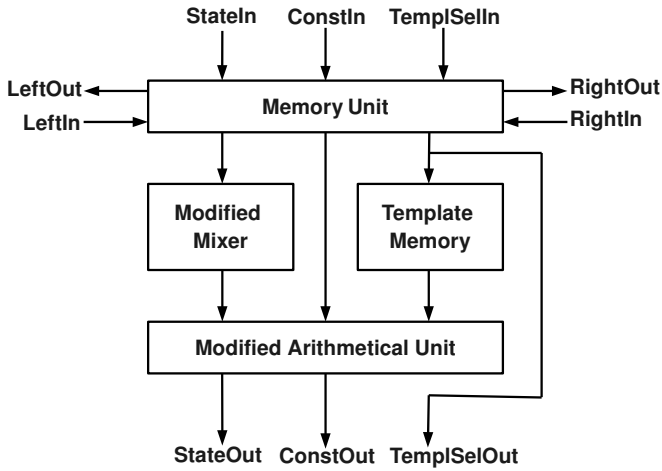 StateIn ConstIn TemplSelIn
LeftOut
RightOut
Memory Unit
LeftIn
RightIn
Modified
Mixer
Template
Memory
Modified Arithmetical Unit
StateOut ConstOut TemplSelOut